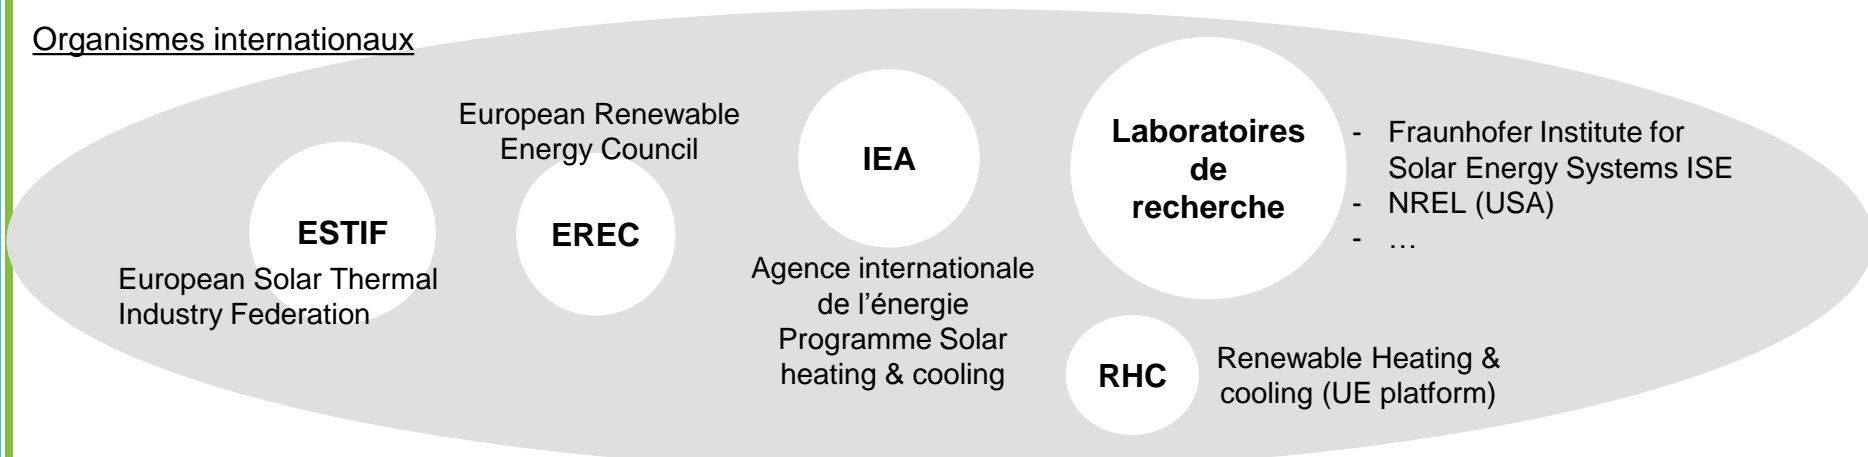 Organismes internationaux
ESTIF
European Solar Thermal
Industry Federation
European Renewable
Energy Council
EREC
IEA
Agence internationale
de l’énergie
Programme Solar
heating & cooling
Laboratoires
de
recherche
- Fraunhofer Institute for
Solar Energy Systems ISE
- NREL (USA)
- …
RHC
Renewable Heating &
cooling (UE platform)